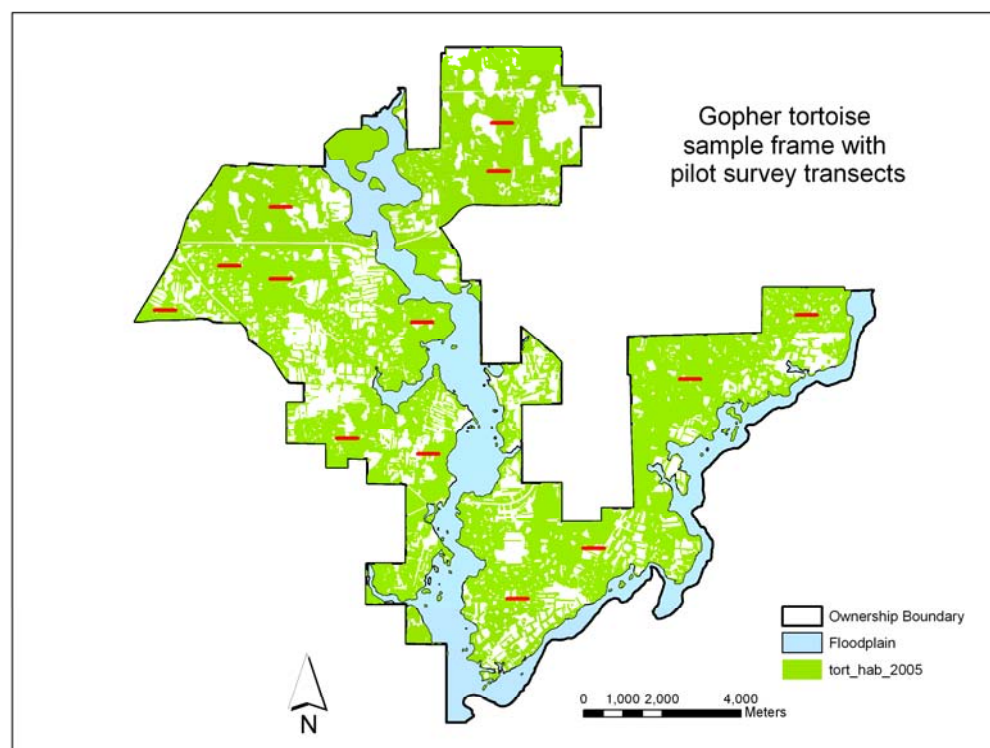 Gopher tortoise
sample frame with
pilot survey transects
Ownership Boundary
Floodplain
tort_hab_2005
N
0 1,000 2,000 4,000
Meters